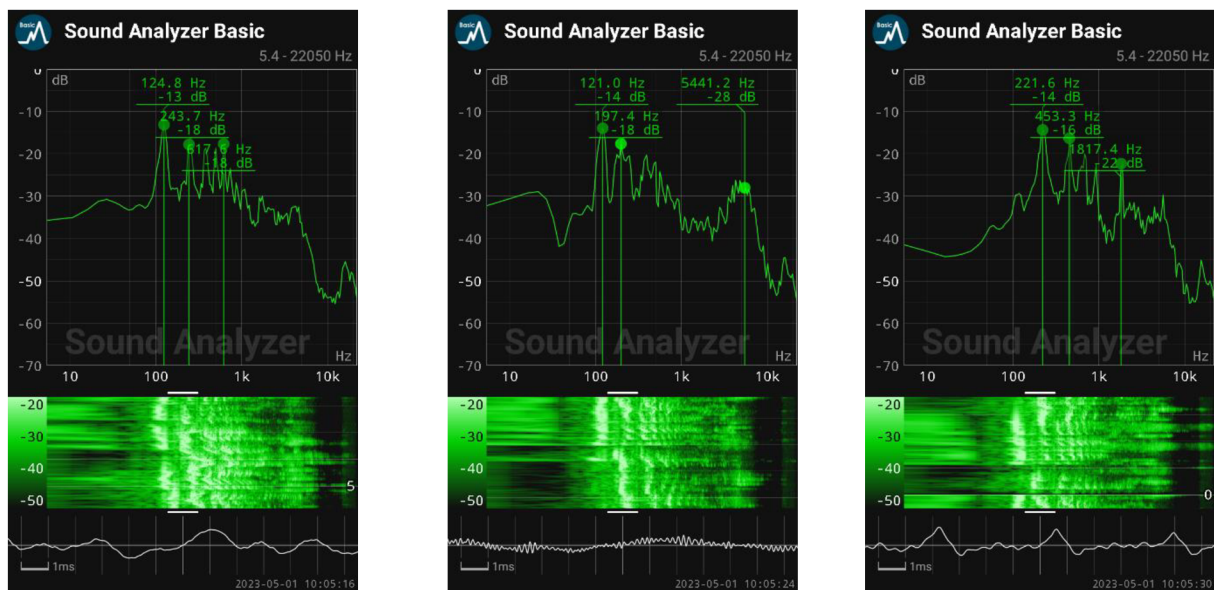 Basic
Sound Analyzer Basic
5.4 - 22050 Hz
0
dB
124.8 Hz
-13 dB
243.7 Hz
-18 dB
617.6 Hz
-18 dB
-10
-20
-30
-40
-50
-60
-70
Sound Analyzer
Hz
10
100
1k
10k
-20
-30
-40
-50
5
1ms
2023-05-01 10:05:16
Basic
Sound Analyzer Basic
5.4 - 22050 Hz
0
dB
121.0 Hz
-14 dB
5441.2 Hz
-28 dB
197.4 Hz
-18 dB
-10
-20
-30
-40
-50
-60
-70
Sound Analyzer
Hz
10
100
1k
10k
-20
-30
-40
-50
1ms
2023-05-01 10:05:24
Basic
Sound Analyzer Basic
5.4 - 22050 Hz
0
dB
221.6 Hz
-14 dB
453.3 Hz
-16 dB
1817.4 Hz
-22 dB
-10
-20
-30
-40
-50
-60
-70
Sound Analyzer
Hz
10
100
1k
10k
-20
-30
-40
-50
0
1ms
2023-05-01 10:05:30